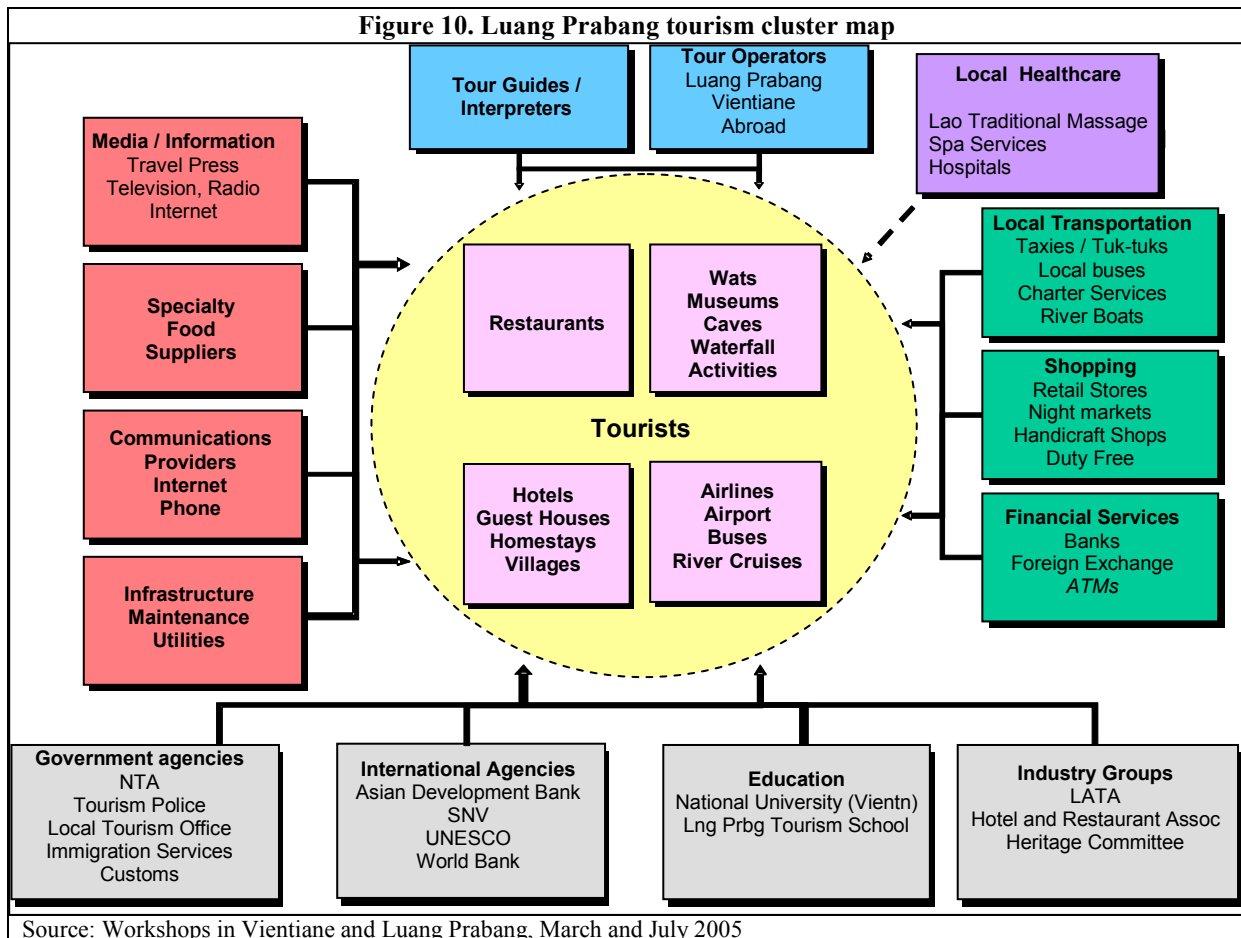 Figure 10. Luang Prabang tourism cluster map
Tour Guides /
Interpreters
Tour Operators
Luang Prabang
Vientiane
Abroad
Local Healthcare
Lao Traditional Massage
Spa Services
Hospitals
Media / Information
Travel Press
Television, Radio
Internet
Specialty
Food
Suppliers
Communications
Providers
Internet
Phone
Infrastructure
Maintenance
Utilities
Restaurants
Wats
Museums
Caves
Waterfall
Activities
Tourists
Hotels
Guest Houses
Homestays
Villages
Airlines
Airport
Buses
River Cruises
Local Transportation
Taxies / Tuk-tuks
Local buses
Charter Services
River Boats
Shopping
Retail Stores
Night markets
Handicraft Shops
Duty Free
Financial Services
Banks
Foreign Exchange
ATMs
Government agencies
NTA
Tourism Police
Local Tourism Office
Immigration Services
Customs
International Agencies
Asian Development Bank
SNV
UNESCO
World Bank
Education
National University (Vientn)
Lng Prbg Tourism School
Industry Groups
LATA
Hotel and Restaurant Assoc
Heritage Committee
Source: Workshops in Vientiane and Luang Prabang, March and July 2005